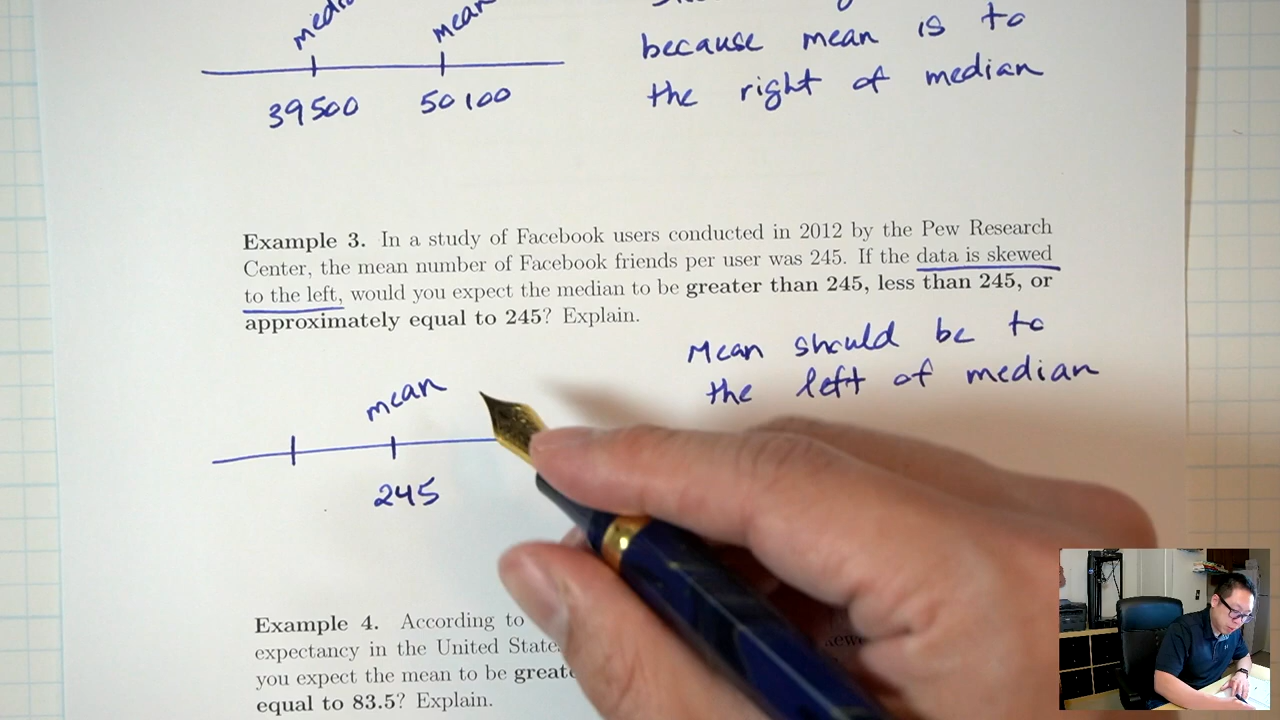 mean
because mean is to
the right of median
39500 50100
Example 3. In a study of Facebook users conducted in 2012 by the Pew Research
Center, the mean number of Facebook friends per user was 245. If the data is skewed
to the left, would you expect the median to be greater than 245, less than 245, or
approximately equal to 245? Explain.
Mean should be to
the left of median
mean
245
Example 4. According to
expectancy in the United
you expect the mean to be
equal to 83.5? Explain.